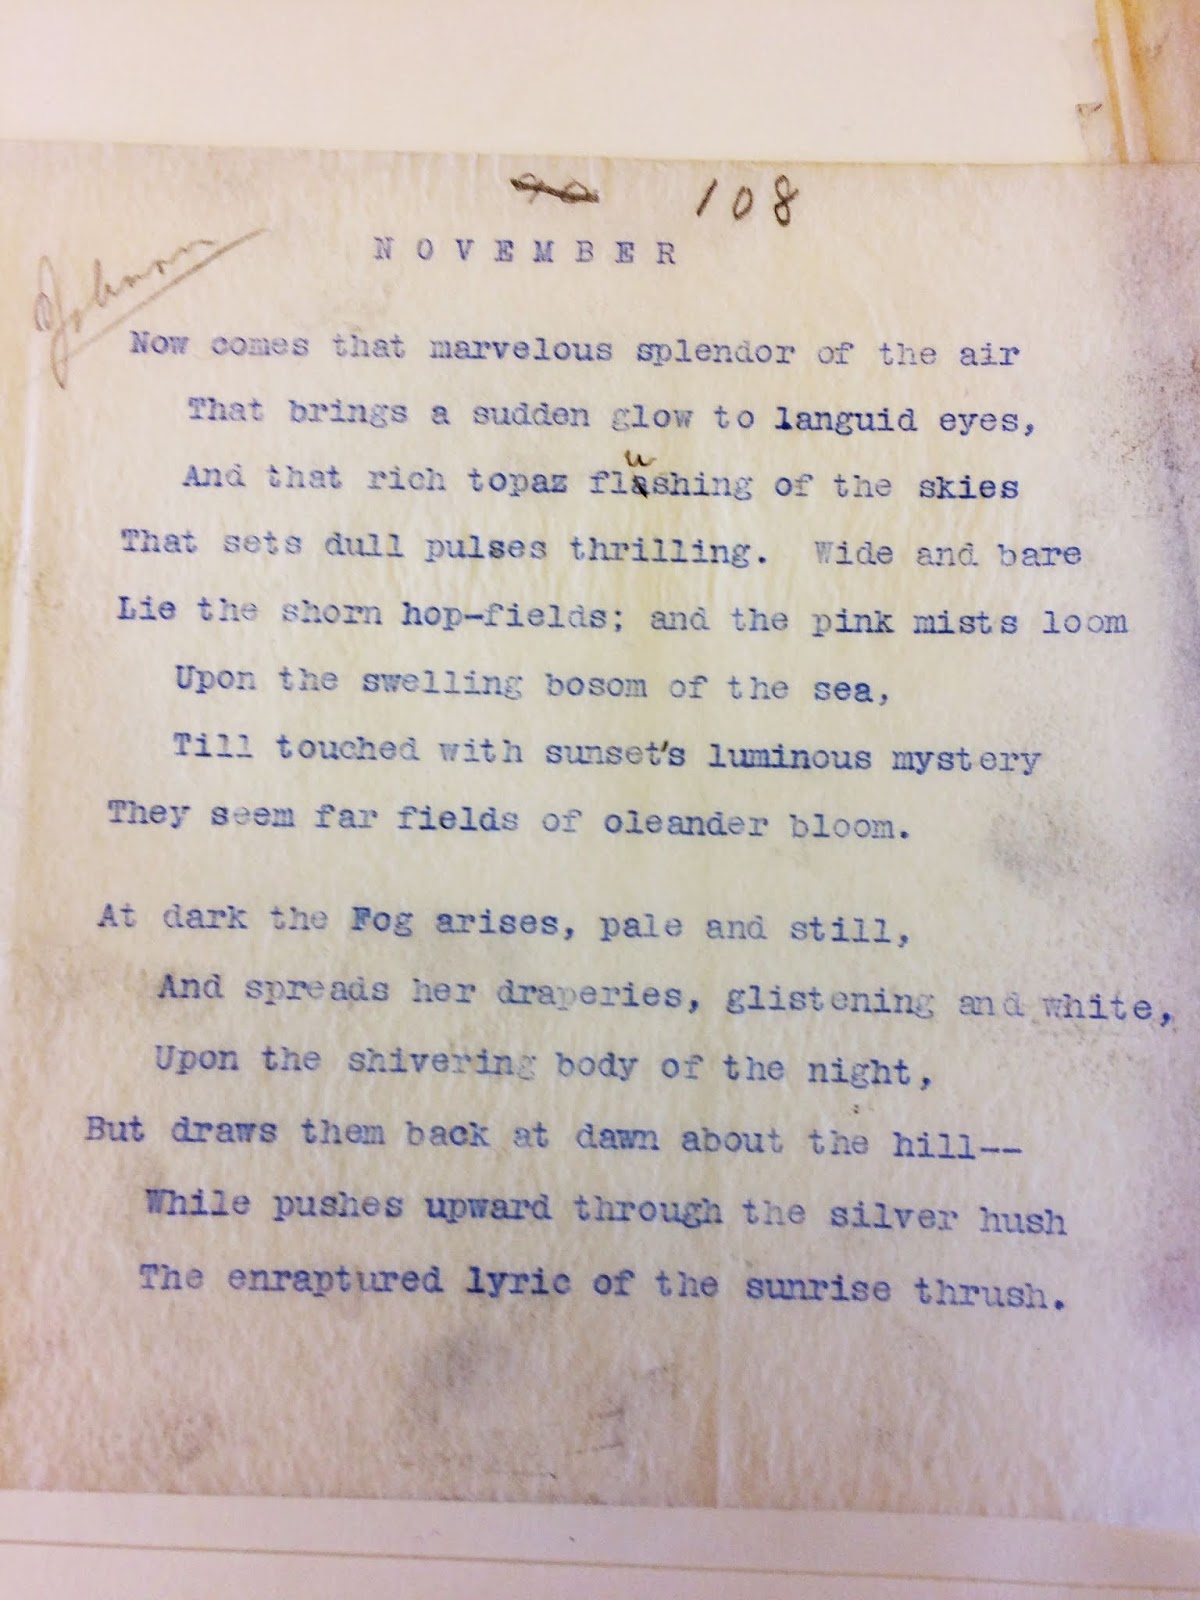 108
NOVEMBER
Johnson
Now comes that marvelous splendor of the air
That brings a sudden glow to languid eyes,
And that rich topaz flushing of the skies
That sets dull pulses thrilling. Wide and bare
Lie the shorn hop-fields; and the pink mists loom
Upon the swelling bosom of the sea,
Till touched with sunset's luminous mystery
They seem far fields of oleander bloom.
At dark the Fog arises, pale and still,
And spreads her draperies, glistening and white,
Upon the shivering body of the night,
But draws them back at dawn about the hill--
While pushes upward through the silver hush
The enraptured lyric of the sunrise thrush.